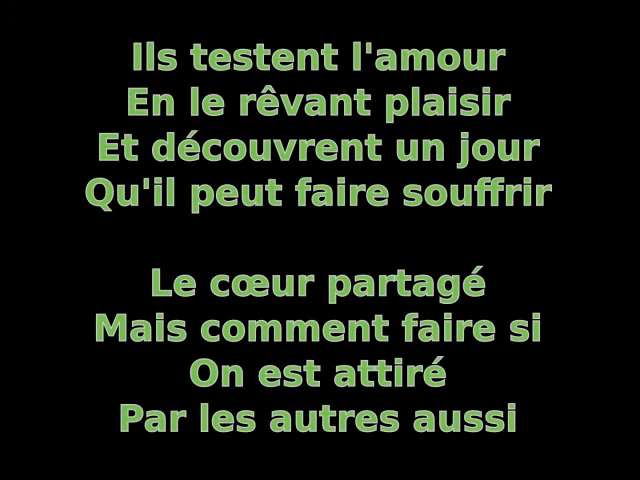 Ils testent l'amour
En le rêvant plaisir
Et découvrent un jour
Qu'il peut faire souffrir
Le cœur partagé
Mais comment faire si
On est attiré
Par les autres aussi